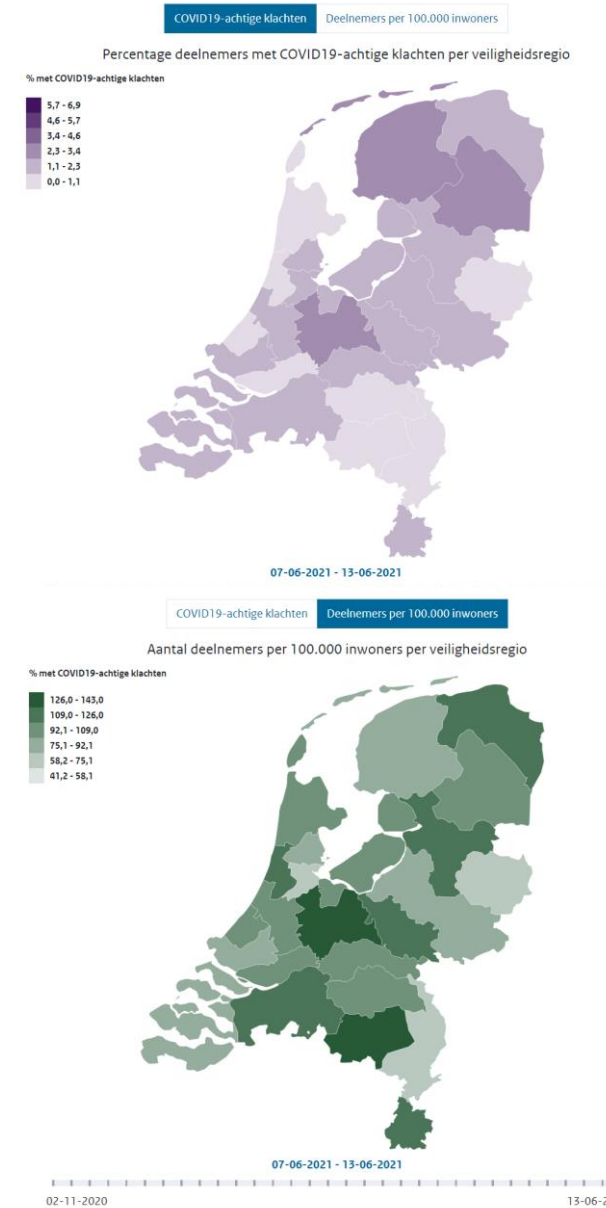 COVID19-achtige klachten Deelnemers per 100.000 inwoners
Percentage deelnemers met COVID19-achtige klachten per veiligheidsregio
% met COVID19-achtige klachten
5,7 - 6,9
4,6 - 5,7
3,4 - 4,6
2,3 - 3,4
1,1 - 2,3
0,0 - 1,1
07-06-2021 - 13-06-2021
COVID19-achtige klachten Deelnemers per 100.000 inwoners
Aantal deelnemers per 100.000 inwoners per veiligheidsregio
% met COVID19-achtige klachten
126,0 - 143,0
109,0 - 126,0
92,1 - 109,0
75,1 - 92,1
58,2 - 75,1
41,2 - 58,1
07-06-2021 - 13-06-2021
02-11-2020 13-06-2